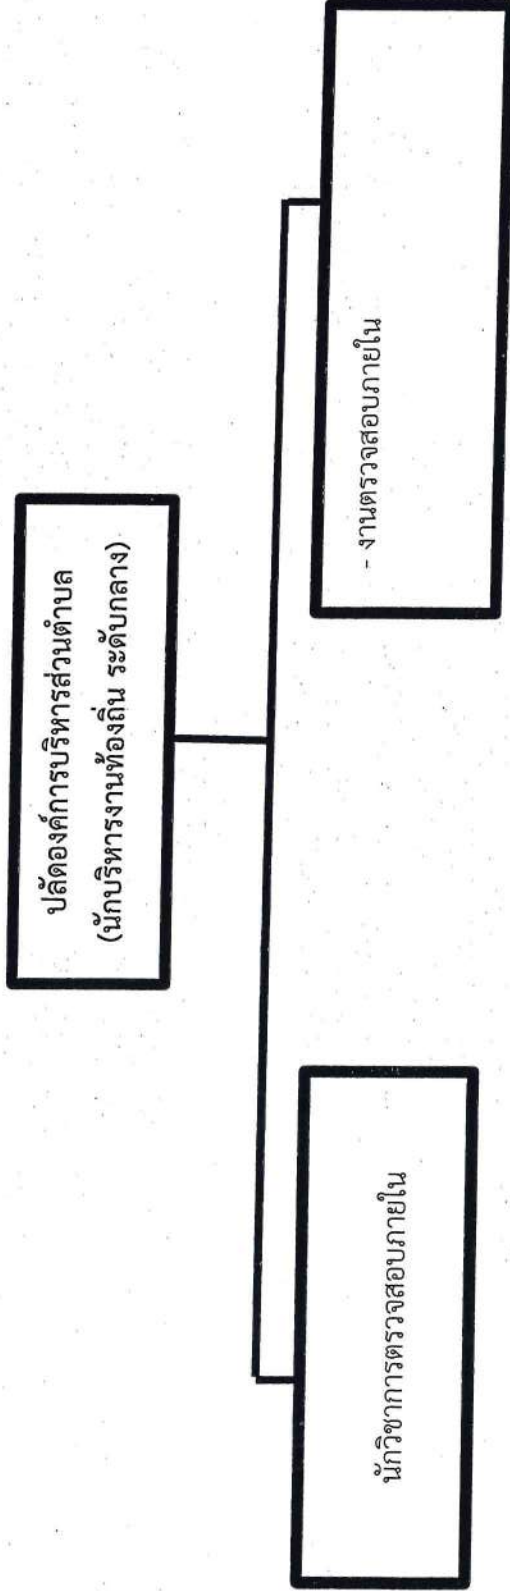 ปลัดองค์การบริหารส่วนตำบล
(นักบริหารงานท้องถิ่น ระดับกลาง)
นักวิชาการตรวจสอบภายใน
- งานตรวจสอบภายใน